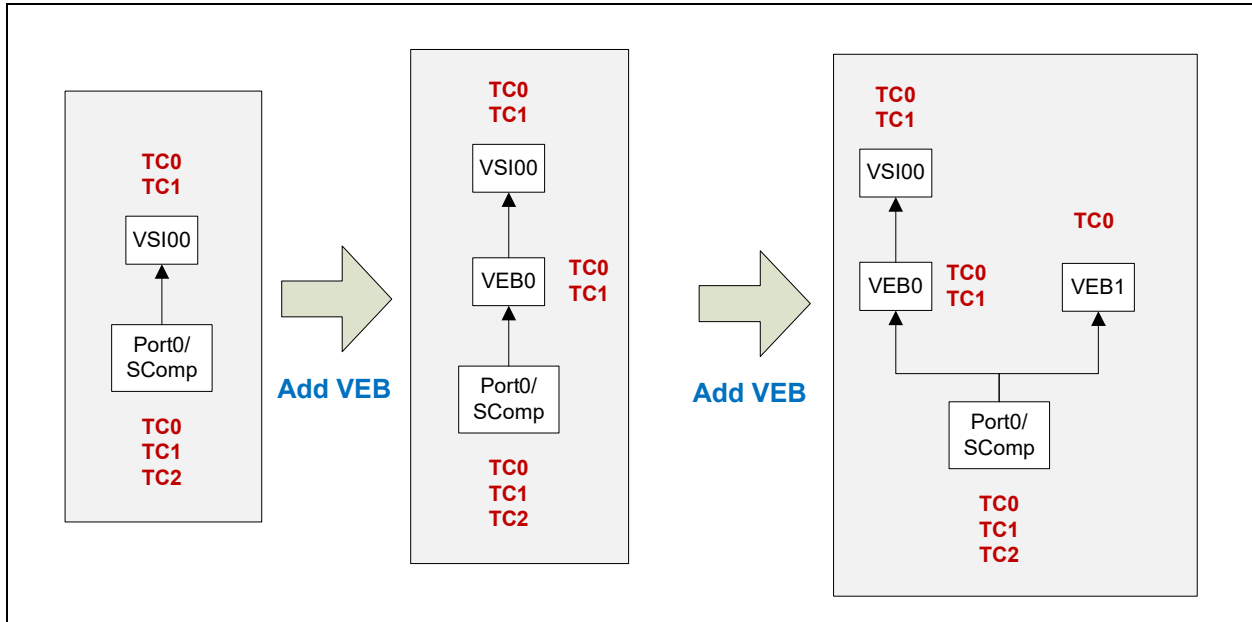 TC0
TC1
VSI00
Port0/
SComp
TC0
TC1
TC2
Add VEB
TC0
TC1
VSI00
VEB0
TC0
TC1
Port0/
SComp
TC0
TC1
TC2
Add VEB
TC0
TC1
VSI00
TC0
VEB0
TC0
TC1
VEB1
Port0/
SComp
TC0
TC1
TC2